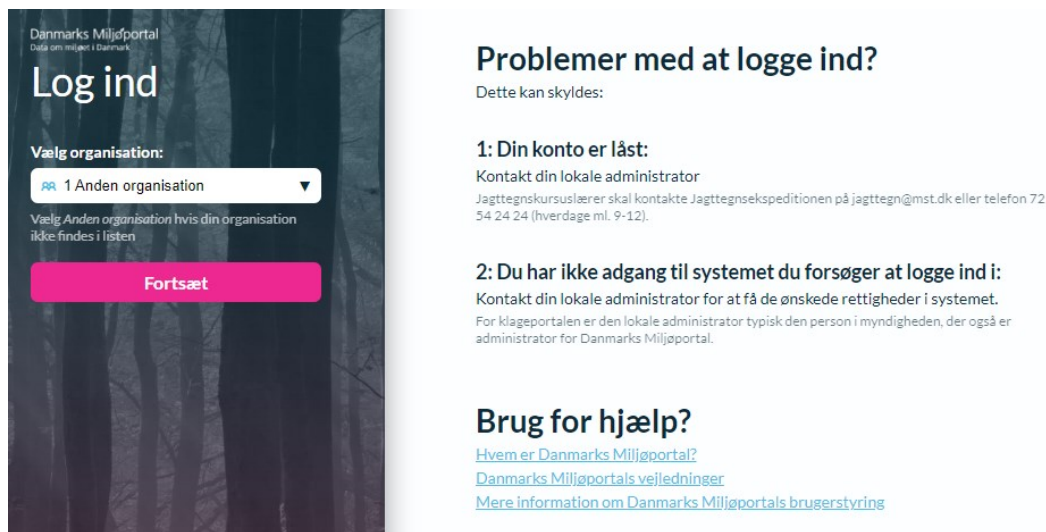 Danmarks Miljøportal
Data om miljøet i Danmark
Log ind
Vælg organisation:
1 Anden organisation
Vælg Anden organisation hvis din organisation
ikke findes i listen
Fortsæt
Problemer med at logge ind?
Dette kan skyldes:
1: Din konto er låst:
Kontakt din lokale administrator
Jagttegnskursuslærer skal kontakte Jagttegnsekspeditionen på jagttegn@mst.dk eller telefon 72
54 24 24 (hverdage ml. 9-12).
2: Du har ikke adgang til systemet du forsøger at logge ind i:
Kontakt din lokale administrator for at få de ønskede rettigheder i systemet.
For klageportalen er den lokale administrator typisk den person i myndigheden, der også er
administrator for Danmarks Miljøportal.
Brug for hjælp?
Hvem er Danmarks Miljøportal?
Danmarks Miljøportals vejledninger
Mere information om Danmarks Miljøportals brugerstyring